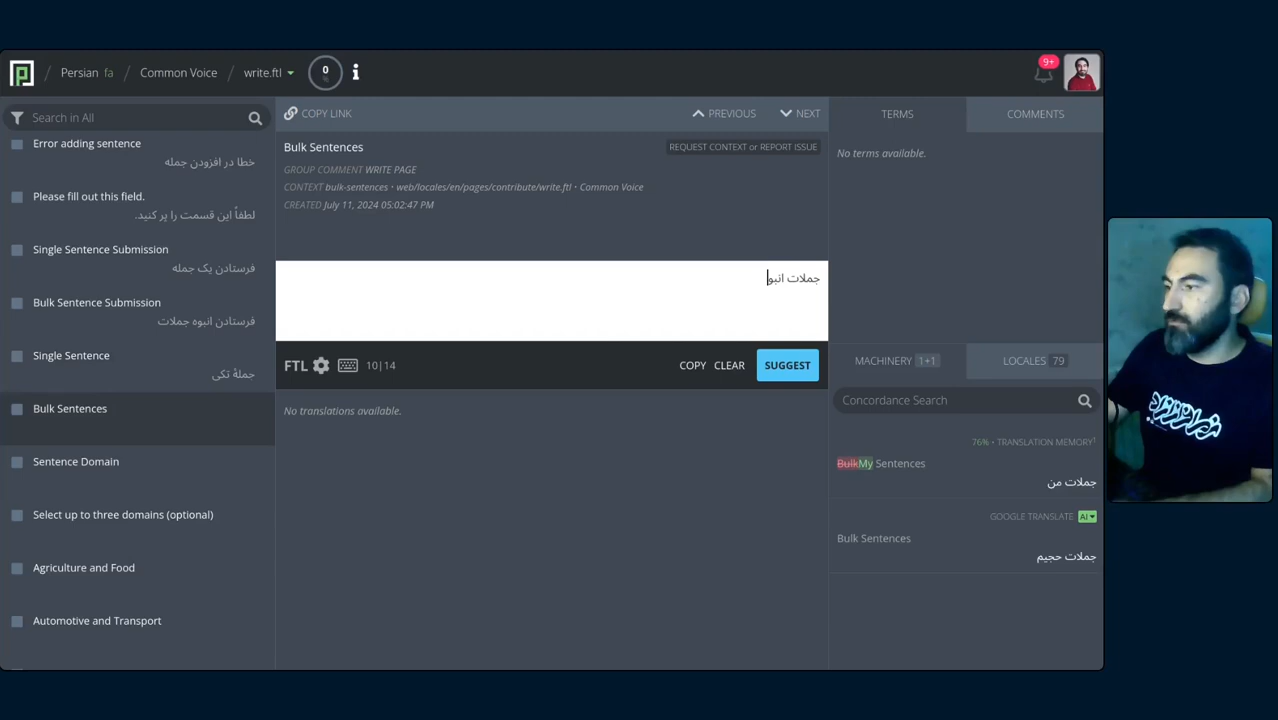 Persian fa / Common Voice / write.ftl
0
9+
Search in All
Error adding sentence
خطا در افزودن جمله
Please fill out this field.
لطفاً این قسمت را پر کنید.
Single Sentence Submission
فرستادن یک جمله
Bulk Sentence Submission
فرستادن انبوه جملات
Single Sentence
جملهٔ تکی
Bulk Sentences
Sentence Domain
Select up to three domains (optional)
Agriculture and Food
Automotive and Transport
COPY LINK
PREVIOUS
NEXT
Bulk Sentences
REQUEST CONTEXT or REPORT ISSUE
GROUP COMMENT WRITE PAGE
CONTEXT bulk-sentences • web/locales/en/pages/contribute/write.ftl • Common Voice
CREATED July 11, 2024 05:02:47 PM
جملات انبو
FTL
10|14
COPY
CLEAR
SUGGEST
No translations available.
TERMS
COMMENTS
No terms available.
MACHINERY 1+1
LOCALES 79
Concordance Search
76% • TRANSLATION MEMORY1
BulkMy Sentences
جملات من
GOOGLE TRANSLATE AI
Bulk Sentences
جملات حجیم